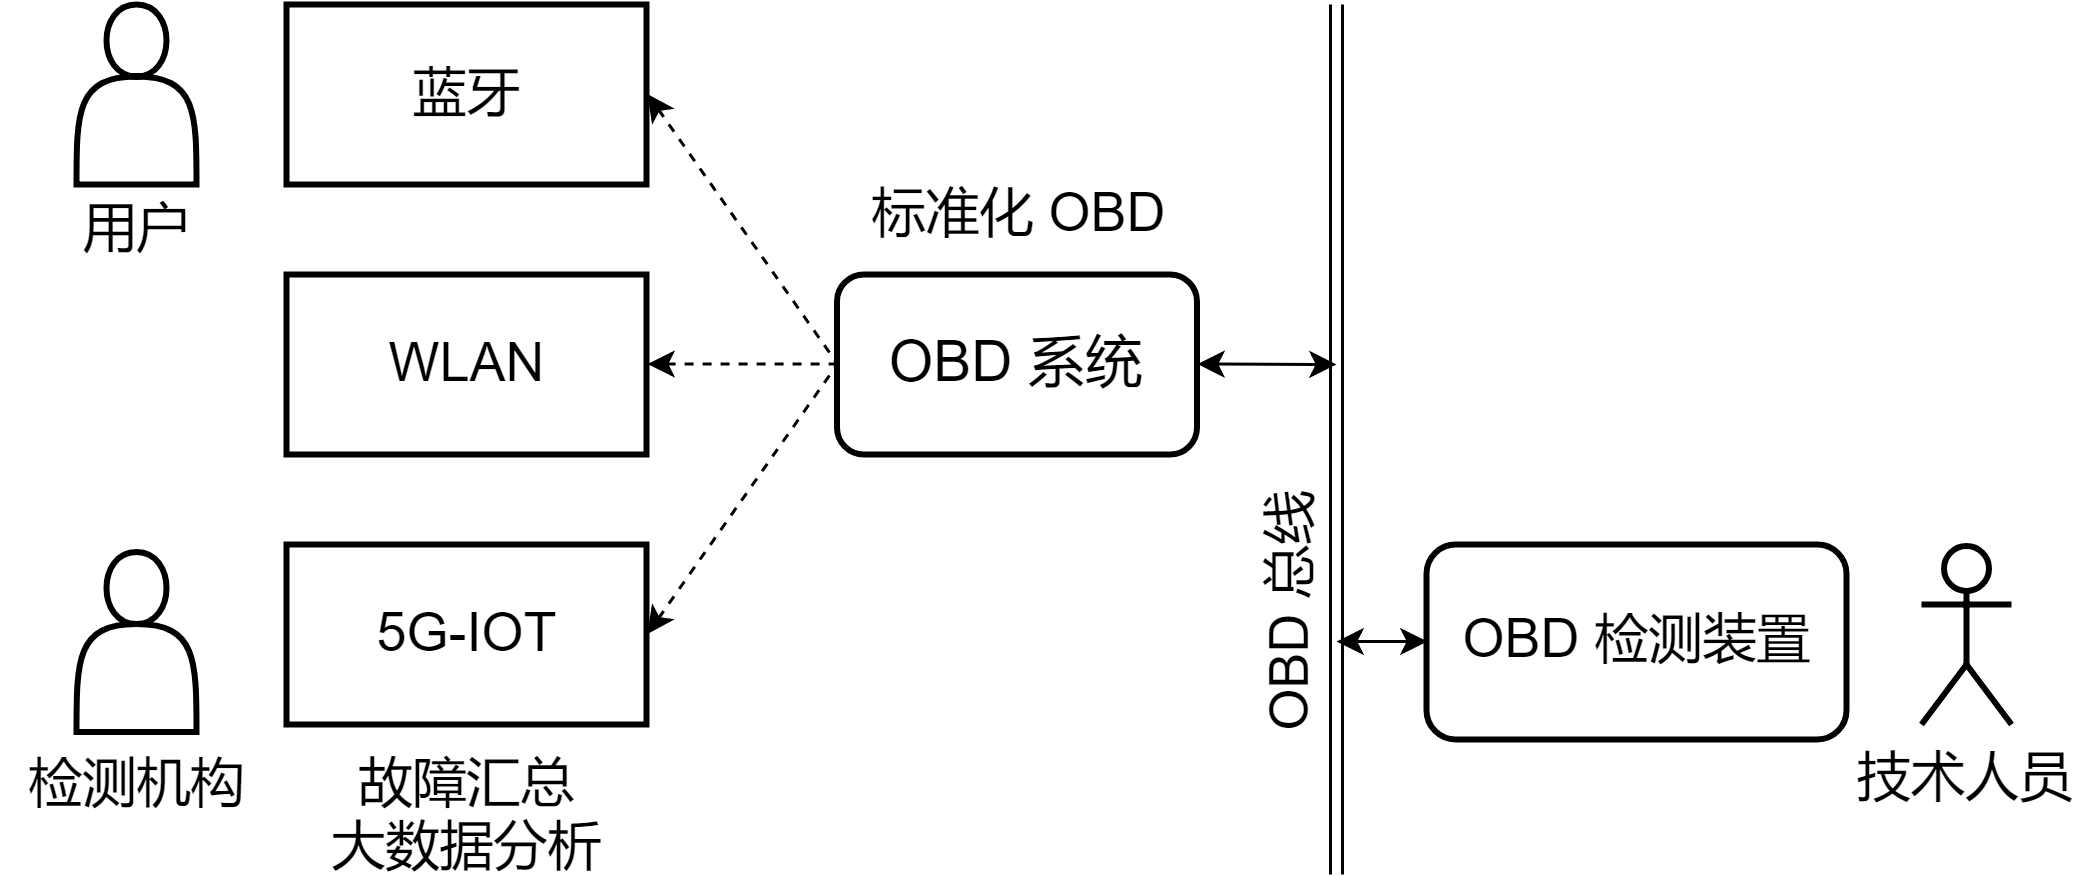 蓝牙
用户
标准化 OBD
WLAN
OBD 系统
OBD 总线
5G-IOT
OBD 检测装置
检测机构
故障汇总
大数据分析
技术人员